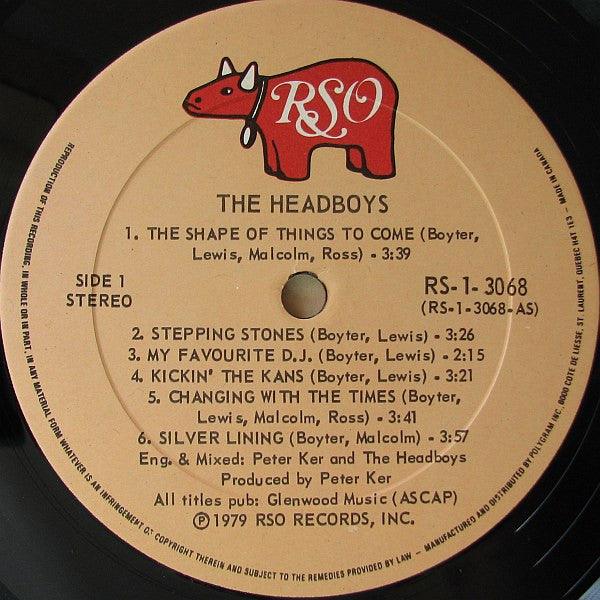 RSO
THE HEADBOYS
1. THE SHAPE OF THINGS TO COME (Boyter,
Lewis, Malcolm, Ross) - 3:39
SIDE 1
STEREO
RS-1-3068
(RS-1-3068-AS)
2. STEPPING STONES (Boyter, Lewis) - 3:26
3. MY FAVOURITE D.J. (Boyter, Lewis) - 2:15
4. KICKIN' THE KANS (Boyter, Lewis) - 3:21
5. CHANGING WITH THE TIMES (Boyter,
Lewis, Malcolm, Ross) - 3:41
6. SILVER LINING (Boyter, Malcolm) - 3:57
Eng. & Mixed: Peter Ker and The Headboys
Produced by Peter Ker
All titles pub: Glenwood Music (ASCAP)
℗1979 RSO RECORDS, INC.
REPRODUCTION OF THIS RECORDING, IN WHOLE OR IN PART, IN ANY MATERIAL FORM WHATEVER IS AN INFRINGEMENT OF COPYRIGHT THEREIN AND SUBJECT TO THE REMEDIES PROVIDED BY LAW — MANUFACTURED AND DISTRIBUTED BY POLYGRAM INC. 6000 COTE DE LIESSE, ST. LAURENT, QUEBEC H4T 1E3 — MADE IN CANADA